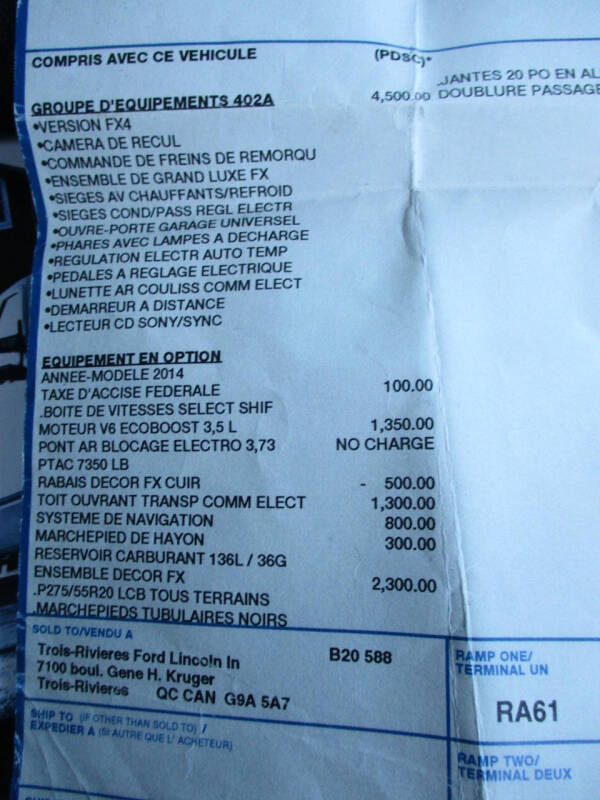 COMPRIS AVEC CE VEHICULE (PDSC)*
.JANTES 20 PO EN AL
GROUPE D'EQUIPEMENTS 402A 4,500.00 DOUBLURE PASSAGE
•VERSION FX4
•CAMERA DE RECUL
•COMMANDE DE FREINS DE REMORQU
•ENSEMBLE DE GRAND LUXE FX
•SIEGES AV CHAUFFANTS/REFROID
•SIEGES COND/PASS REGL ELECTR
•OUVRE-PORTE GARAGE UNIVERSEL
•PHARES AVEC LAMPES A DECHARGE
•REGULATION ELECTR AUTO TEMP
•PEDALES A REGLAGE ELECTRIQUE
•LUNETTE AR COULISS COMM ELECT
•DEMARREUR A DISTANCE
•LECTEUR CD SONY/SYNC
EQUIPEMENT EN OPTION
ANNEE-MODELE 2014
TAXE D'ACCISE FEDERALE 100.00
.BOITE DE VITESSES SELECT SHIF
MOTEUR V6 ECOBOOST 3,5 L 1,350.00
PONT AR BLOCAGE ELECTRO 3,73 NO CHARGE
PTAC 7350 LB
RABAIS DECOR FX CUIR - 500.00
TOIT OUVRANT TRANSP COMM ELECT 1,300.00
SYSTEME DE NAVIGATION 800.00
MARCHEPIED DE HAYON 300.00
RESERVOIR CARBURANT 136L / 36G
ENSEMBLE DECOR FX 2,300.00
.P275/55R20 LCB TOUS TERRAINS
.MARCHEPIEDS TUBULAIRES NOIRS
SOLD TO/VENDU A
Trois-Rivieres Ford Lincoln In B20 588
7100 boul. Gene H. Kruger
Trois-Rivieres QC CAN G9A 5A7
RAMP ONE/
TERMINAL UN
RA61
SHIP TO (IF OTHER THAN SOLD TO) /
EXPEDIER A (SI AUTRE QUE L' ACHETEUR)
RAMP TWO/
TERMINAL DEUX